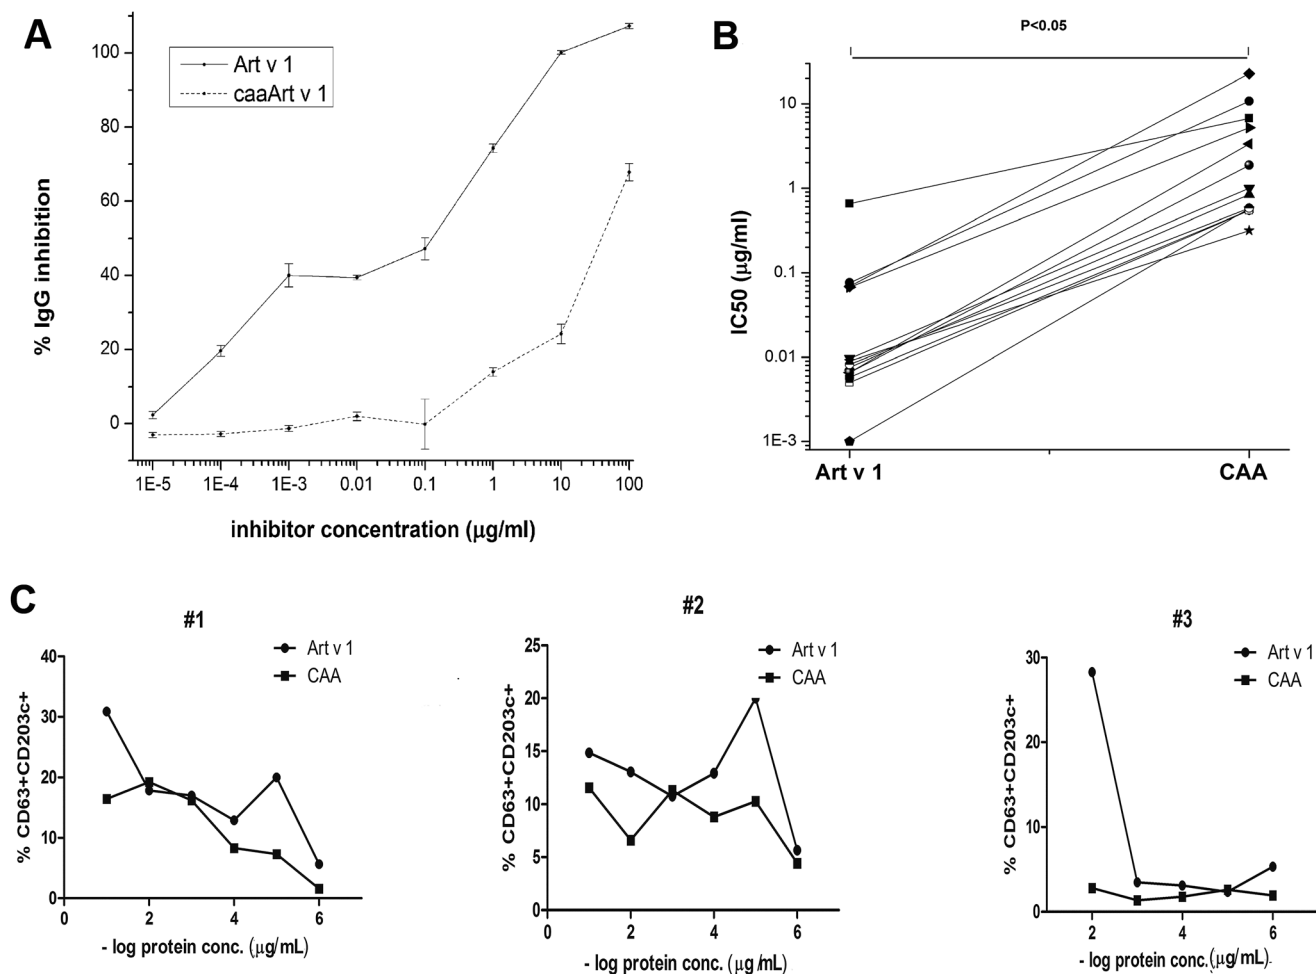 A
Art v 1
caaArt v 1
% IgG inhibition
100
80
60
40
20
0
1E-5 1E-4 1E-3 0.01 0.1 1 10 100
inhibitor concentration (μg/ml)
B
P<0.05
IC50 (μg/ml)
10
1
0.1
0.01
1E-3
Art v 1 CAA
C
#1
Art v 1
CAA
% CD63+CD203c+
40
30
20
10
0
0 2 4 6
- log protein conc. (μg/mL)
#2
Art v 1
CAA
% CD63+CD203c+
25
20
15
10
5
0
0 2 4 6
- log protein conc. (μg/mL)
#3
Art v 1
CAA
% CD63+CD203c+
30
20
10
0
2 4 6
- log protein conc.(μg/mL)